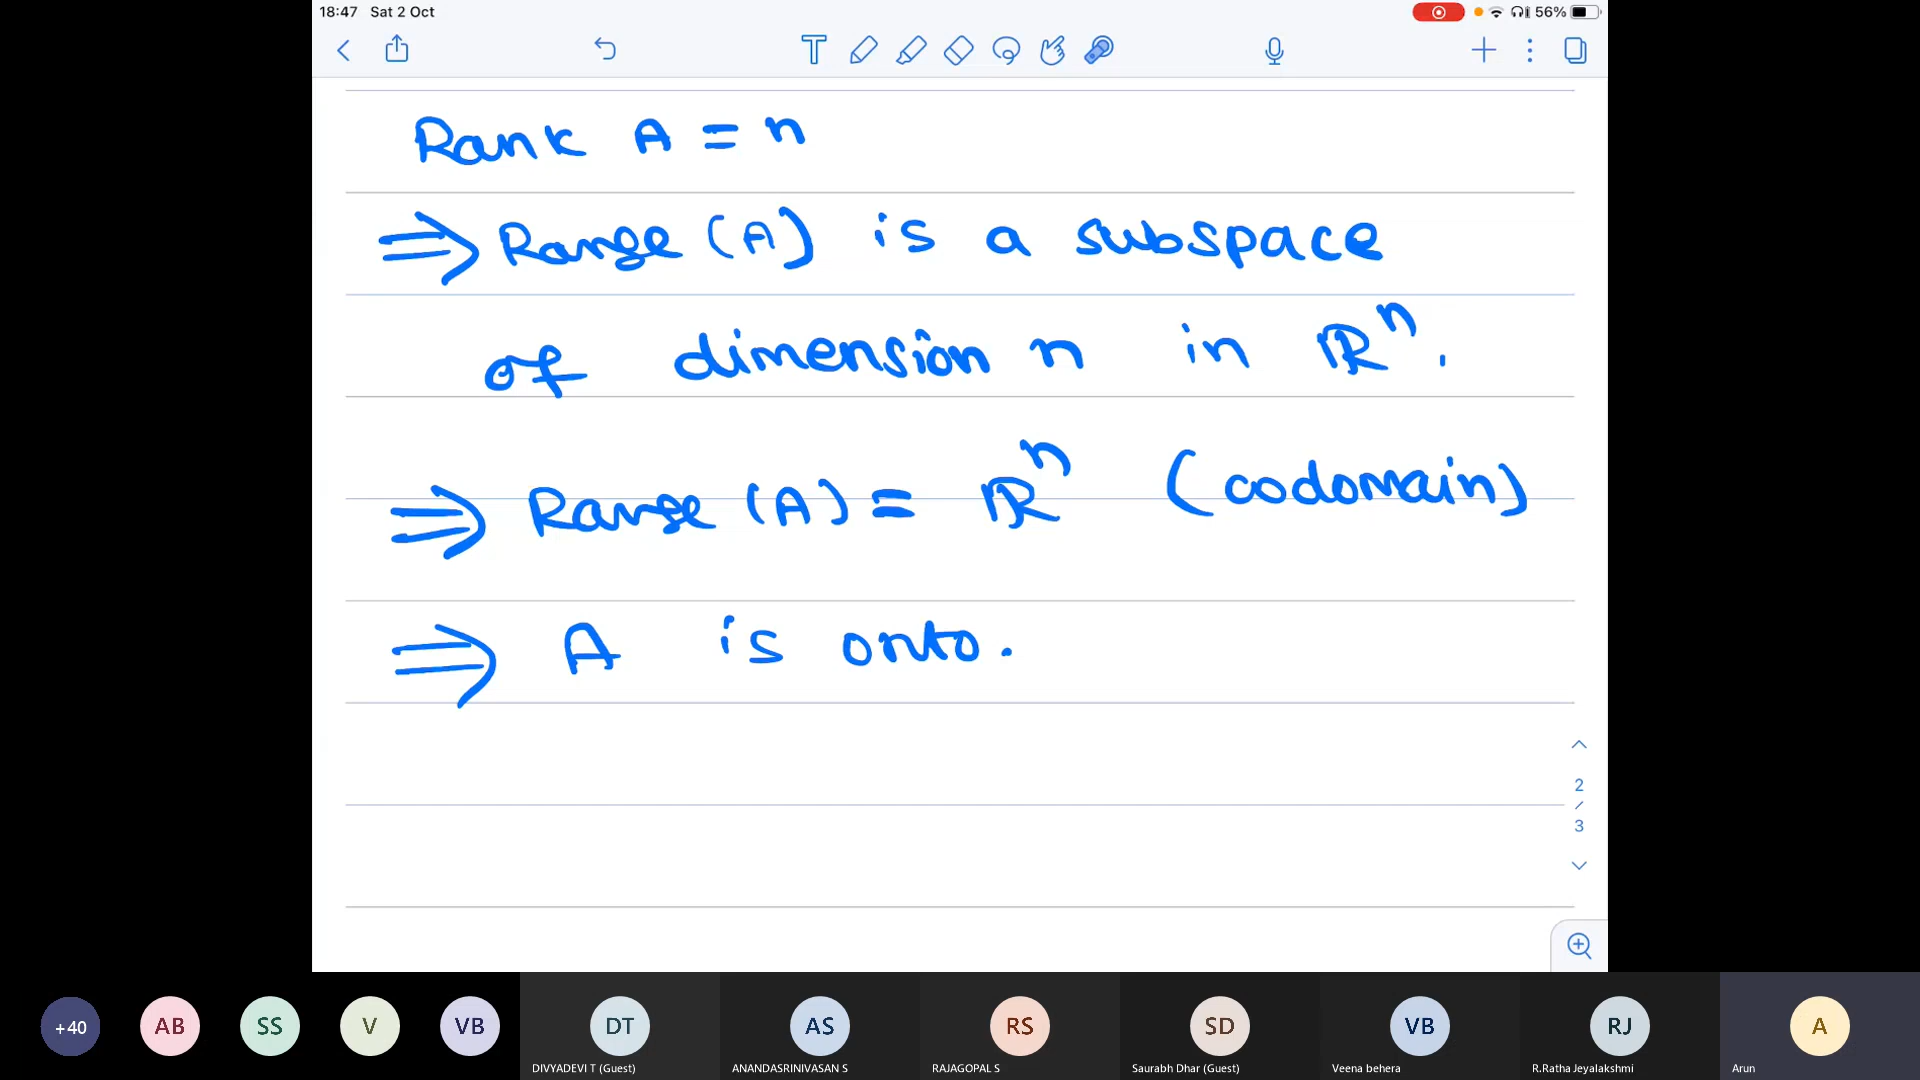 18:47 Sat 2 Oct 56%
Rank A = n
⇒ Range (A) is a subspace
of dimension n in ℝⁿ.
⇒ Range (A) = ℝⁿ (codomain)
⇒ A is onto.
2
/
3
+40 AB SS V VB DT AS RS SD VB RJ A
DIVYADEVI T (Guest) ANANDASRINIVASAN S RAJAGOPAL S Saurabh Dhar (Guest) Veena behera R.Ratha Jeyalakshmi Arun